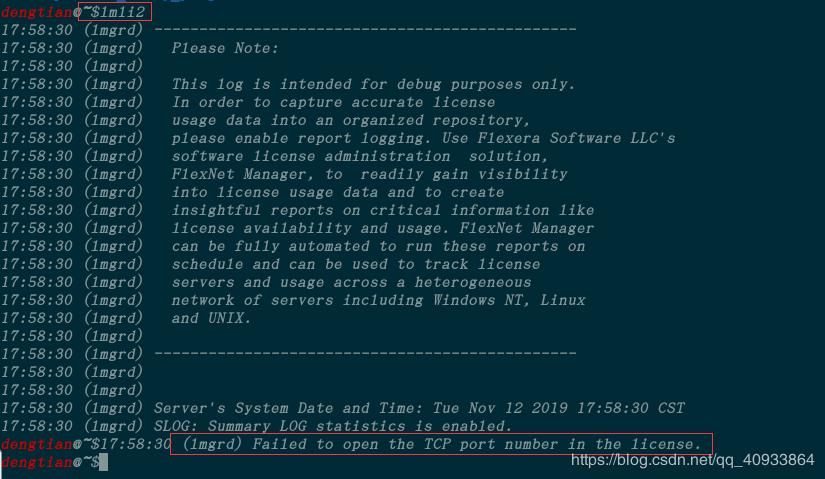 dengtian@~$lmli2
17:58:30 (lmgrd) -----------------------------------------------
17:58:30 (lmgrd)   Please Note:
17:58:30 (lmgrd)
17:58:30 (lmgrd)   This log is intended for debug purposes only.
17:58:30 (lmgrd)   In order to capture accurate license
17:58:30 (lmgrd)   usage data into an organized repository,
17:58:30 (lmgrd)   please enable report logging. Use Flexera Software LLC's
17:58:30 (lmgrd)   software license administration  solution,
17:58:30 (lmgrd)   FlexNet Manager, to  readily gain visibility
17:58:30 (lmgrd)   into license usage data and to create
17:58:30 (lmgrd)   insightful reports on critical information like
17:58:30 (lmgrd)   license availability and usage. FlexNet Manager
17:58:30 (lmgrd)   can be fully automated to run these reports on
17:58:30 (lmgrd)   schedule and can be used to track license
17:58:30 (lmgrd)   servers and usage across a heterogeneous
17:58:30 (lmgrd)   network of servers including Windows NT, Linux
17:58:30 (lmgrd)   and UNIX.
17:58:30 (lmgrd)
17:58:30 (lmgrd) -----------------------------------------------
17:58:30 (lmgrd)
17:58:30 (lmgrd)
17:58:30 (lmgrd) Server's System Date and Time: Tue Nov 12 2019 17:58:30 CST
17:58:30 (lmgrd) SLOG: Summary LOG statistics is enabled.
dengtian@~$17:58:30 (lmgrd) Failed to open the TCP port number in the license.
dengtian@~$
https://blog.csdn.net/qq_40933864